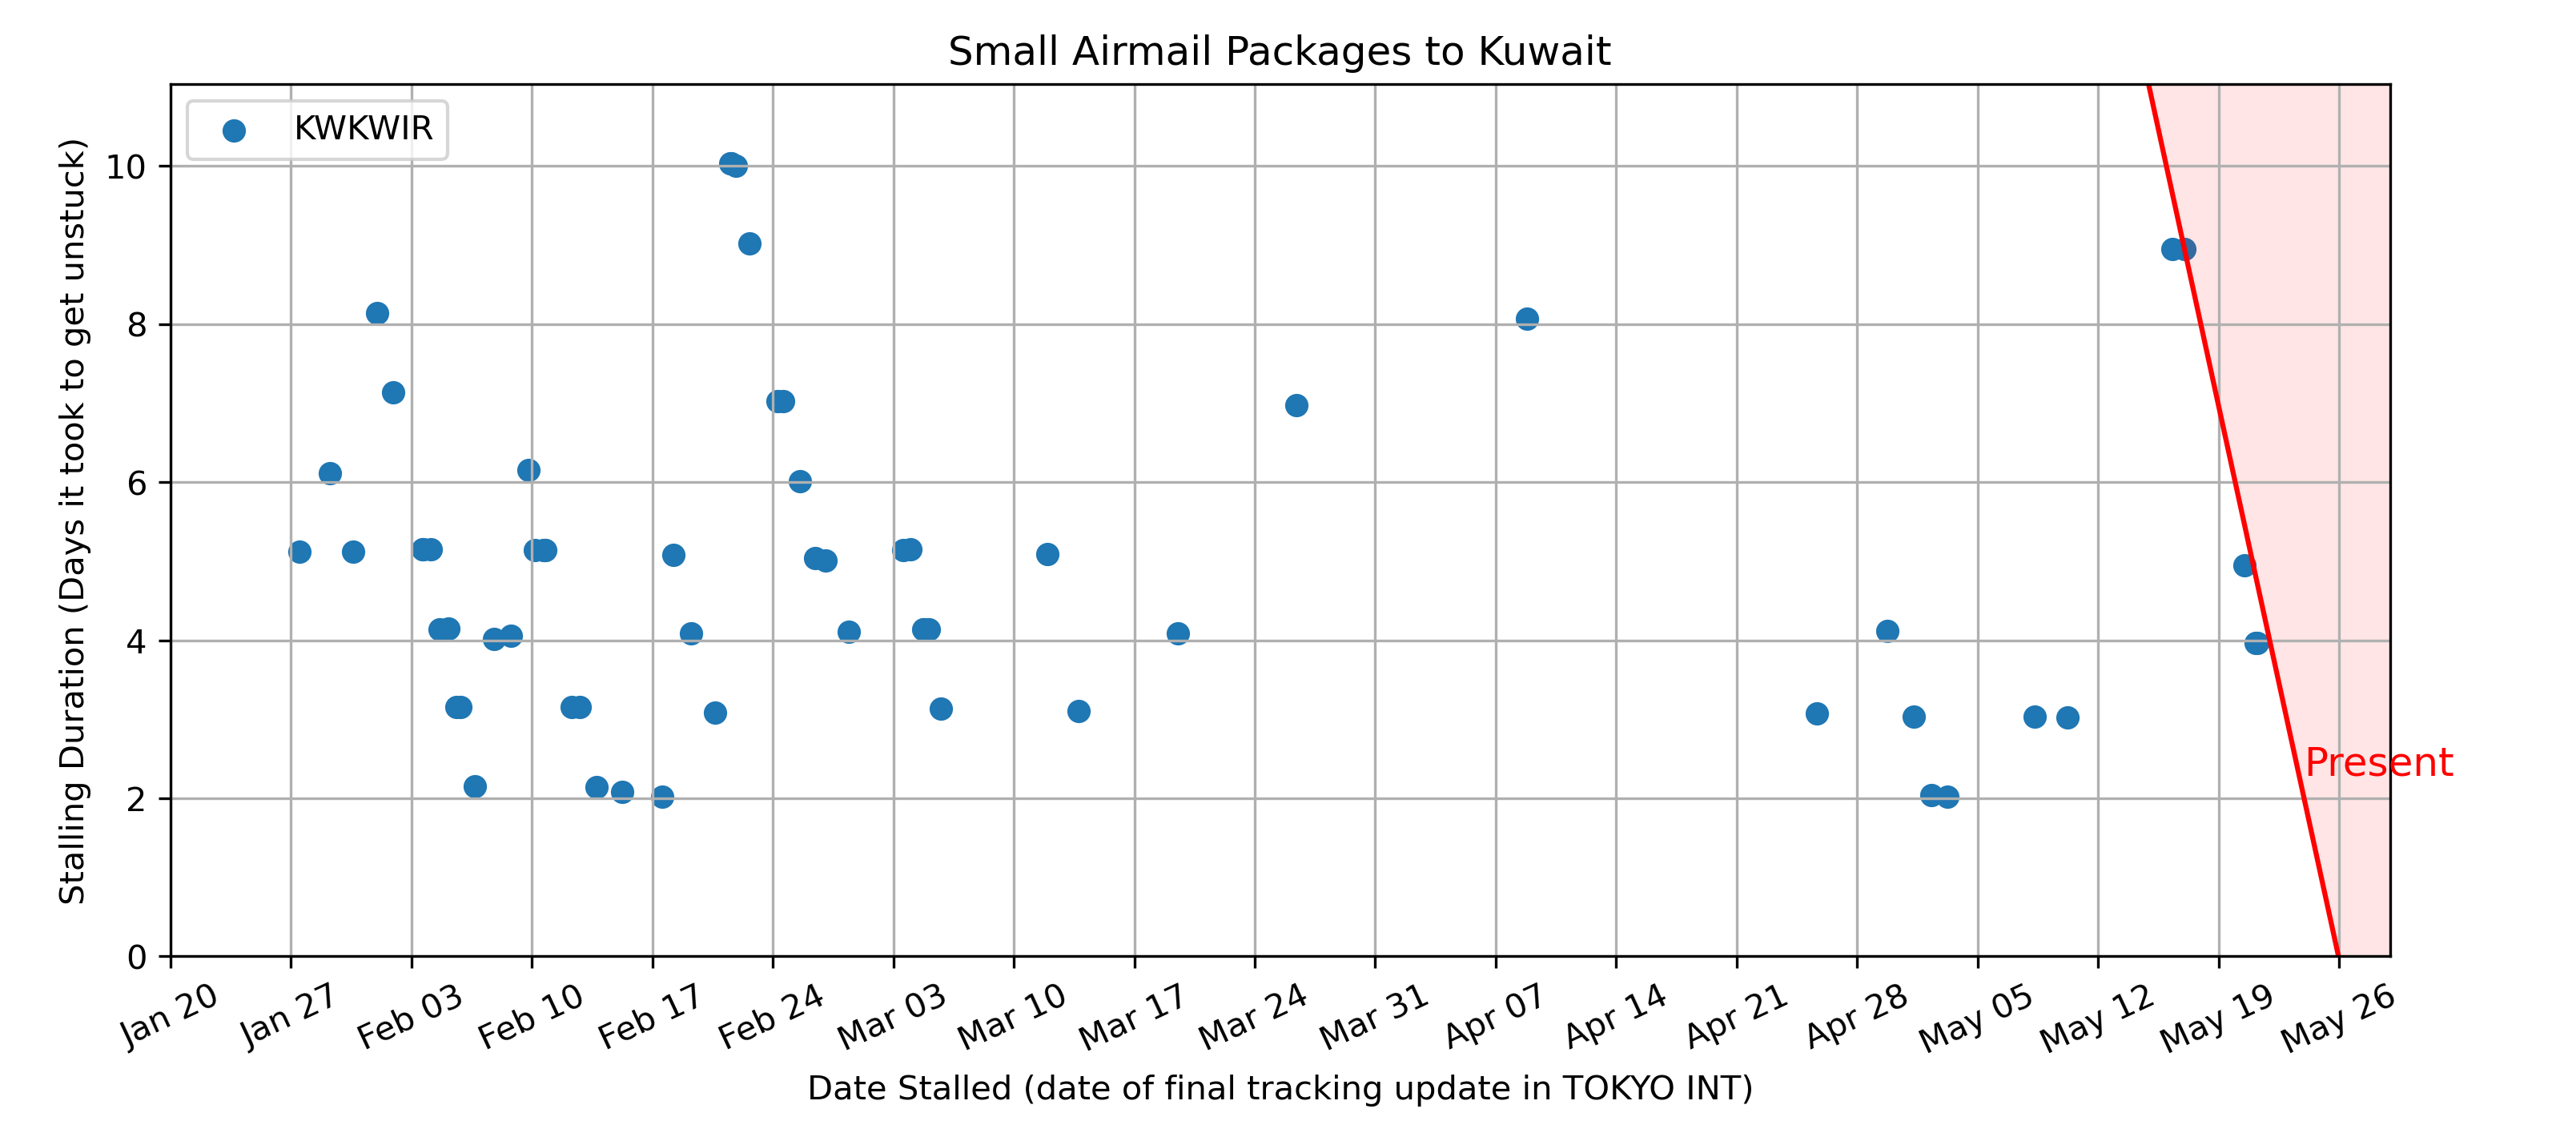 Small Airmail Packages to Kuwait
KWKWIR
Stalling Duration (Days it took to get unstuck)
10
8
6
4
2
0
Present
Jan 20
Jan 27
Feb 03
Feb 10
Feb 17
Feb 24
Mar 03
Mar 10
Mar 17
Mar 24
Mar 31
Apr 07
Apr 14
Apr 21
Apr 28
May 05
May 12
May 19
May 26
Date Stalled (date of final tracking update in TOKYO INT)